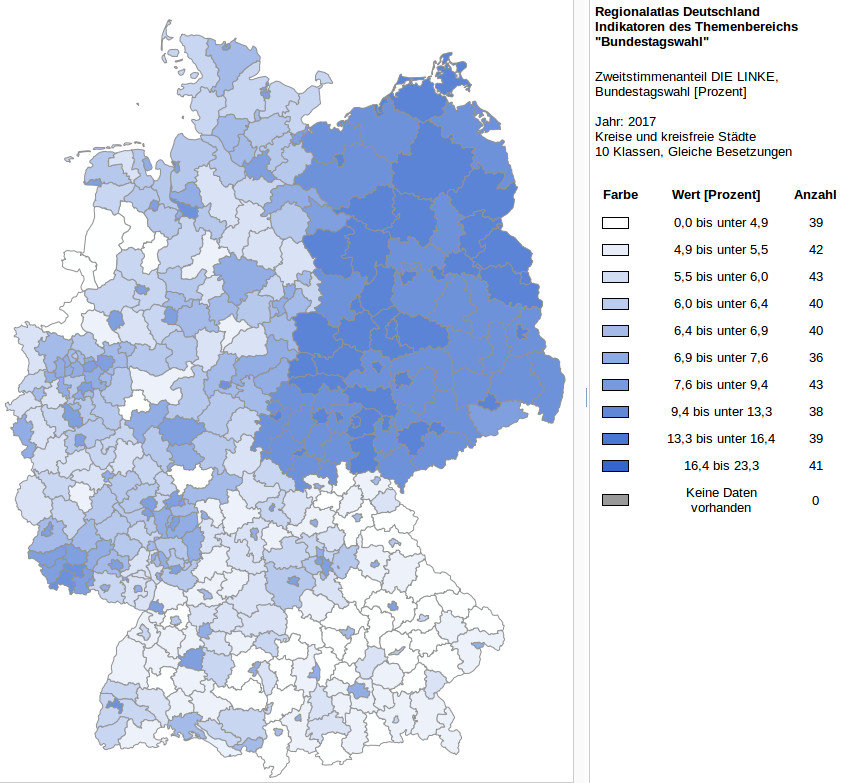 Regionalatlas Deutschland
Indikatoren des Themenbereichs
"Bundestagswahl"
Zweitstimmenanteil DIE LINKE,
Bundestagswahl [Prozent]
Jahr: 2017
Kreise und kreisfreie Städte
10 Klassen, Gleiche Besetzungen
Farbe Wert [Prozent] Anzahl
0,0 bis unter 4,9 39
4,9 bis unter 5,5 42
5,5 bis unter 6,0 43
6,0 bis unter 6,4 40
6,4 bis unter 6,9 40
6,9 bis unter 7,6 36
7,6 bis unter 9,4 43
9,4 bis unter 13,3 38
13,3 bis unter 16,4 39
16,4 bis 23,3 41
Keine Daten
vorhanden 0